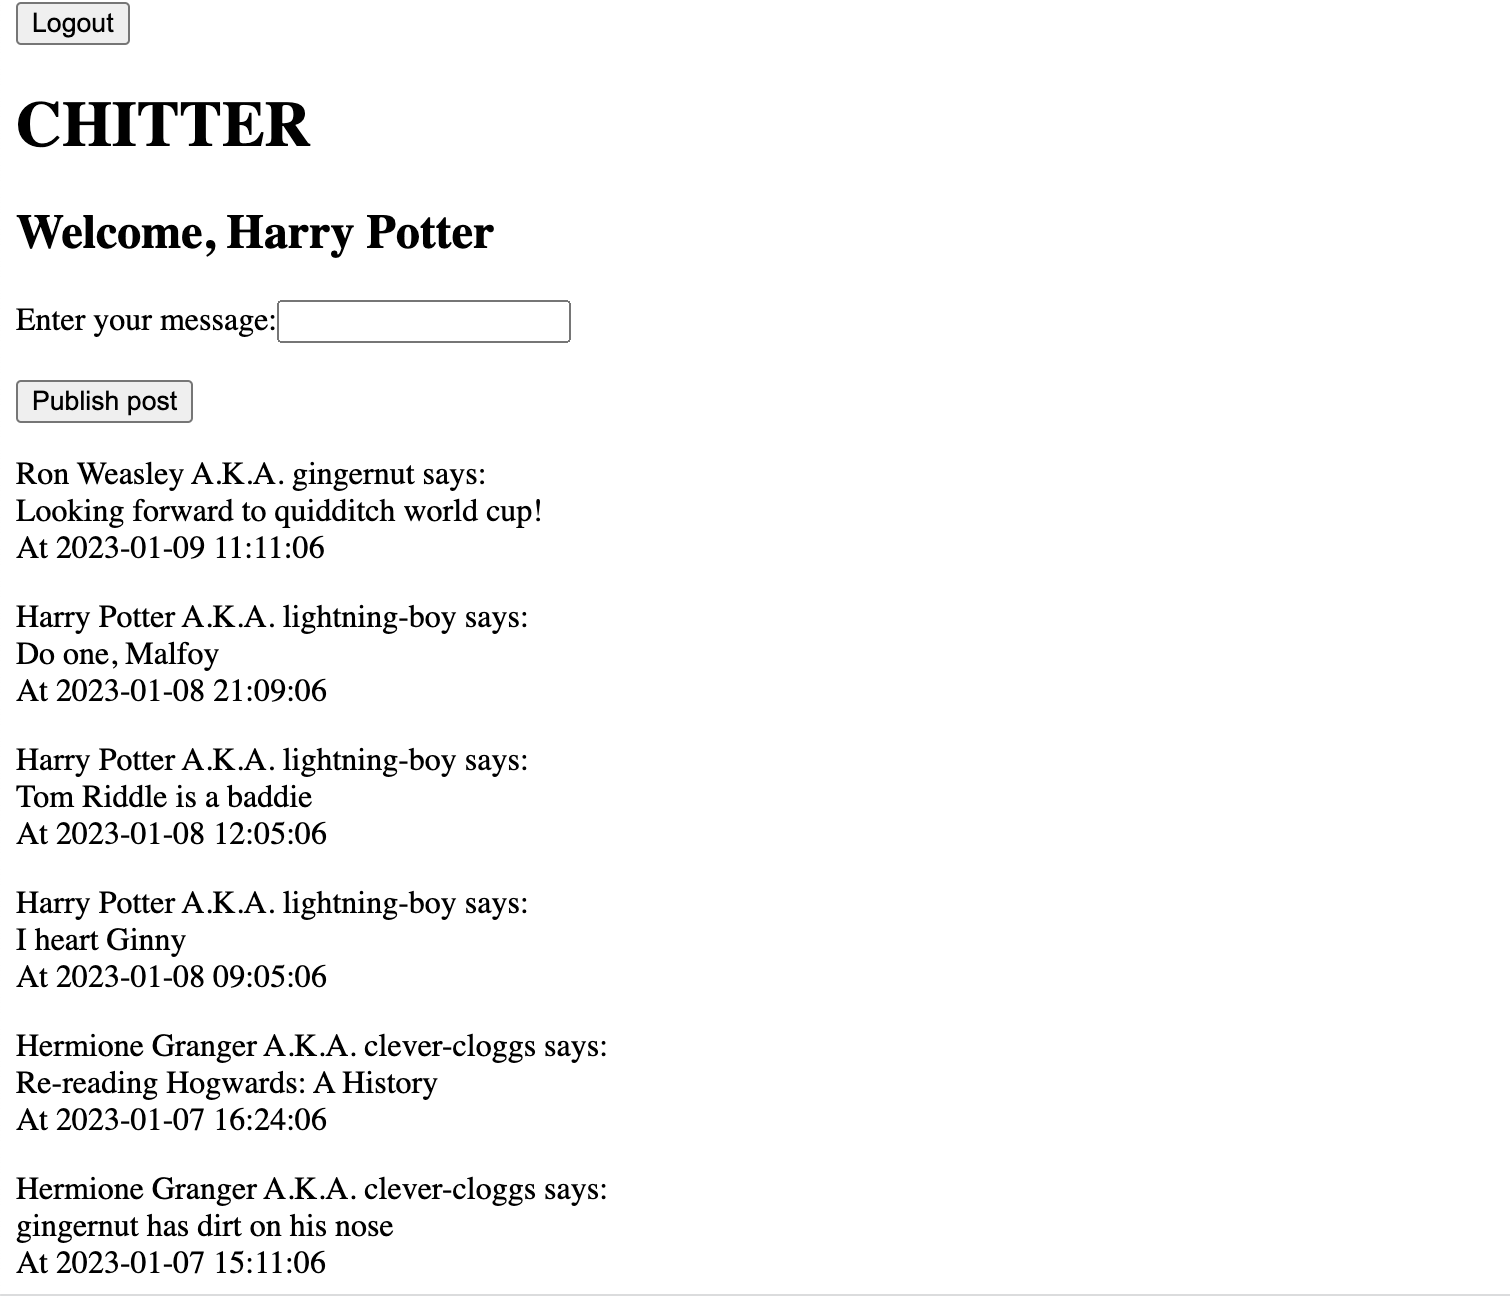 Logout
CHITTER
Welcome, Harry Potter
Enter your message:
Publish post
Ron Weasley A.K.A. gingernut says:
Looking forward to quidditch world cup!
At 2023-01-09 11:11:06
Harry Potter A.K.A. lightning-boy says:
Do one, Malfoy
At 2023-01-08 21:09:06
Harry Potter A.K.A. lightning-boy says:
Tom Riddle is a baddie
At 2023-01-08 12:05:06
Harry Potter A.K.A. lightning-boy says:
I heart Ginny
At 2023-01-08 09:05:06
Hermione Granger A.K.A. clever-cloggs says:
Re-reading Hogwards: A History
At 2023-01-07 16:24:06
Hermione Granger A.K.A. clever-cloggs says:
gingernut has dirt on his nose
At 2023-01-07 15:11:06